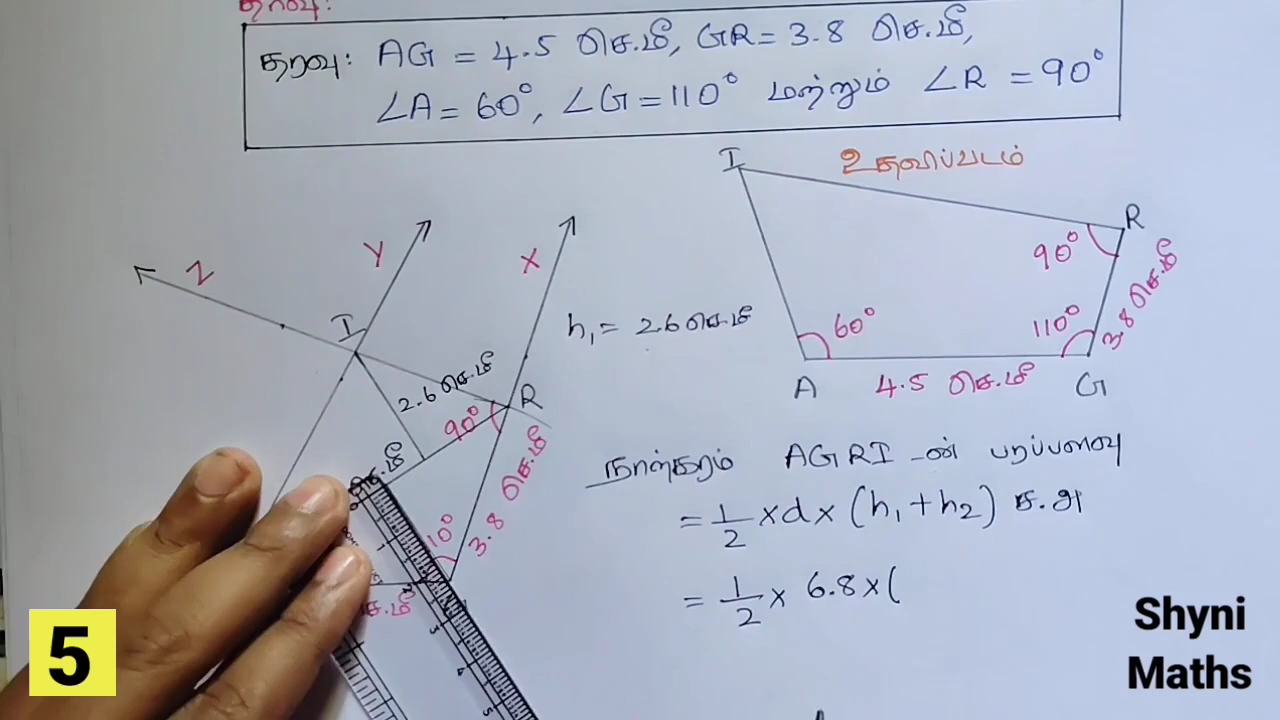 தரவு:
தரவு: AG = 4.5 செ.மீ, GR = 3.8 செ.மீ,
∠A = 60°, ∠G = 110° மற்றும் ∠R = 90°
உதவிப்படம்
I
R
90°
3.8 செ.மீ
60°
110°
A
4.5 செ.மீ
G
Z
Y
X
I
2.6 செ.மீ
90°
R
3.8 செ.மீ
செ.மீ
10°
செ.மீ
h₁ = 2.6 செ.மீ
நாற்கரம் AGRI -ன் பரப்பளவு
= 1/2 x d x (h₁ + h₂) ச.அ
= 1/2 x 6.8 x (
5
Shyni
Maths